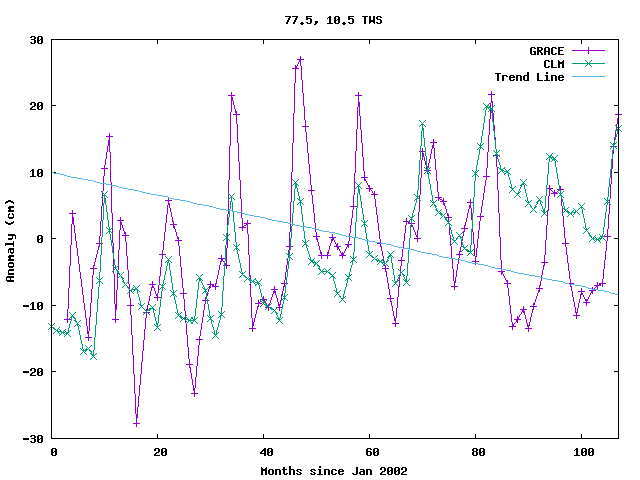 77.5, 10.5 TWS
GRACE
CLM
Trend Line
Anomaly (cm)
30
20
10
0
-10
-20
-30
0 20 40 60 80 100
Months since Jan 2002